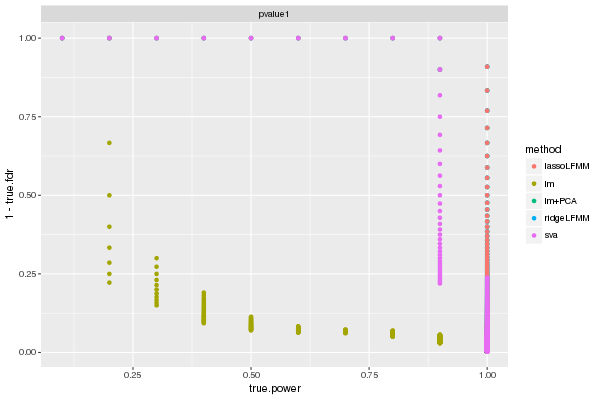 pvalue1
1.00
0.75
0.50
0.25
0.00
1 - true.fdr
0.25
0.50
0.75
1.00
true.power
method
lassoLFMM
lm
lm+PCA
ridgeLFMM
sva